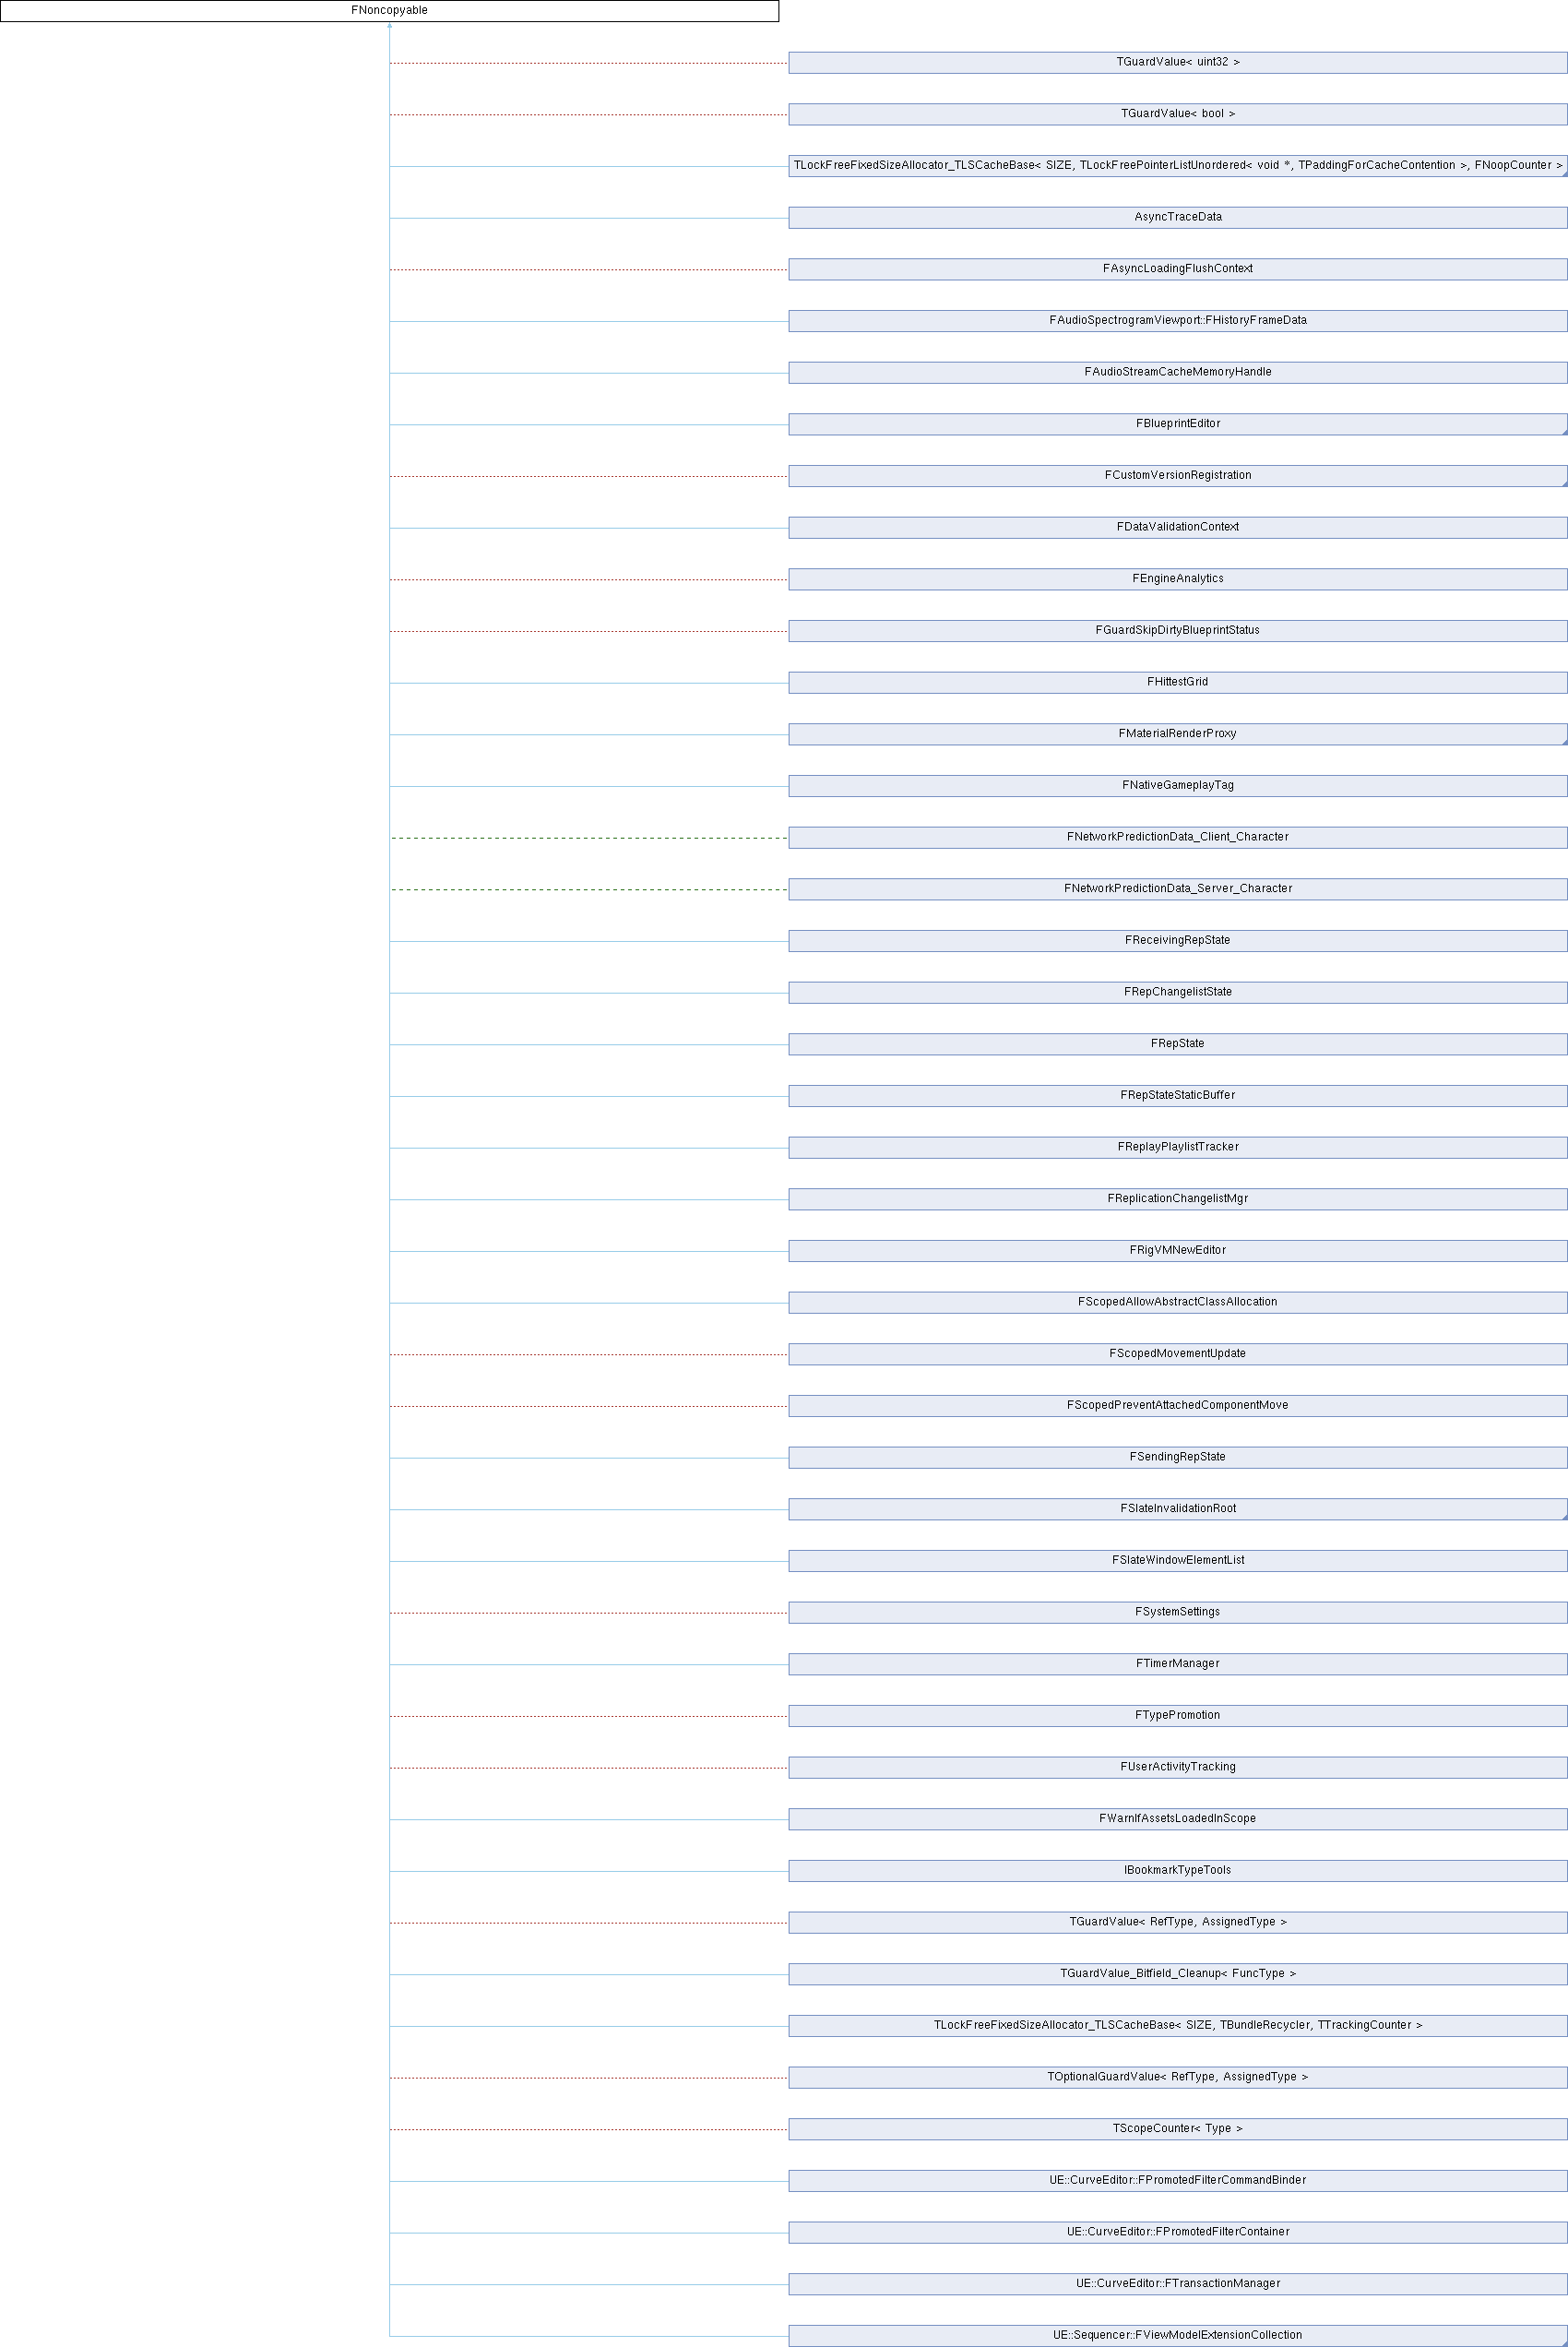 FNoncopyable
TGuardValue< uint32 >
TGuardValue< bool >
TLockFreeFixedSizeAllocator_TLSCacheBase< SIZE, TLockFreePointerListUnordered< void *, TPaddingForCacheContention >, FNoopCounter >
AsyncTraceData
FAsyncLoadingFlushContext
FAudioSpectrogramViewport::FHistoryFrameData
FAudioStreamCacheMemoryHandle
FBlueprintEditor
FCustomVersionRegistration
FDataValidationContext
FEngineAnalytics
FGuardSkipDirtyBlueprintStatus
FHittestGrid
FMaterialRenderProxy
FNativeGameplayTag
FNetworkPredictionData_Client_Character
FNetworkPredictionData_Server_Character
FReceivingRepState
FRepChangelistState
FRepState
FRepStateStaticBuffer
FReplayPlaylistTracker
FReplicationChangelistMgr
FRigVMNewEditor
FScopedAllowAbstractClassAllocation
FScopedMovementUpdate
FScopedPreventAttachedComponentMove
FSendingRepState
FSlateInvalidationRoot
FSlateWindowElementList
FSystemSettings
FTimerManager
FTypePromotion
FUserActivityTracking
FWarnIfAssetsLoadedInScope
IBookmarkTypeTools
TGuardValue< RefType, AssignedType >
TGuardValue_Bitfield_Cleanup< FuncType >
TLockFreeFixedSizeAllocator_TLSCacheBase< SIZE, TBundleRecycler, TTrackingCounter >
TOptionalGuardValue< RefType, AssignedType >
TScopeCounter< Type >
UE::CurveEditor::FPromotedFilterCommandBinder
UE::CurveEditor::FPromotedFilterContainer
UE::CurveEditor::FTransactionManager
UE::Sequencer::FViewModelExtensionCollection